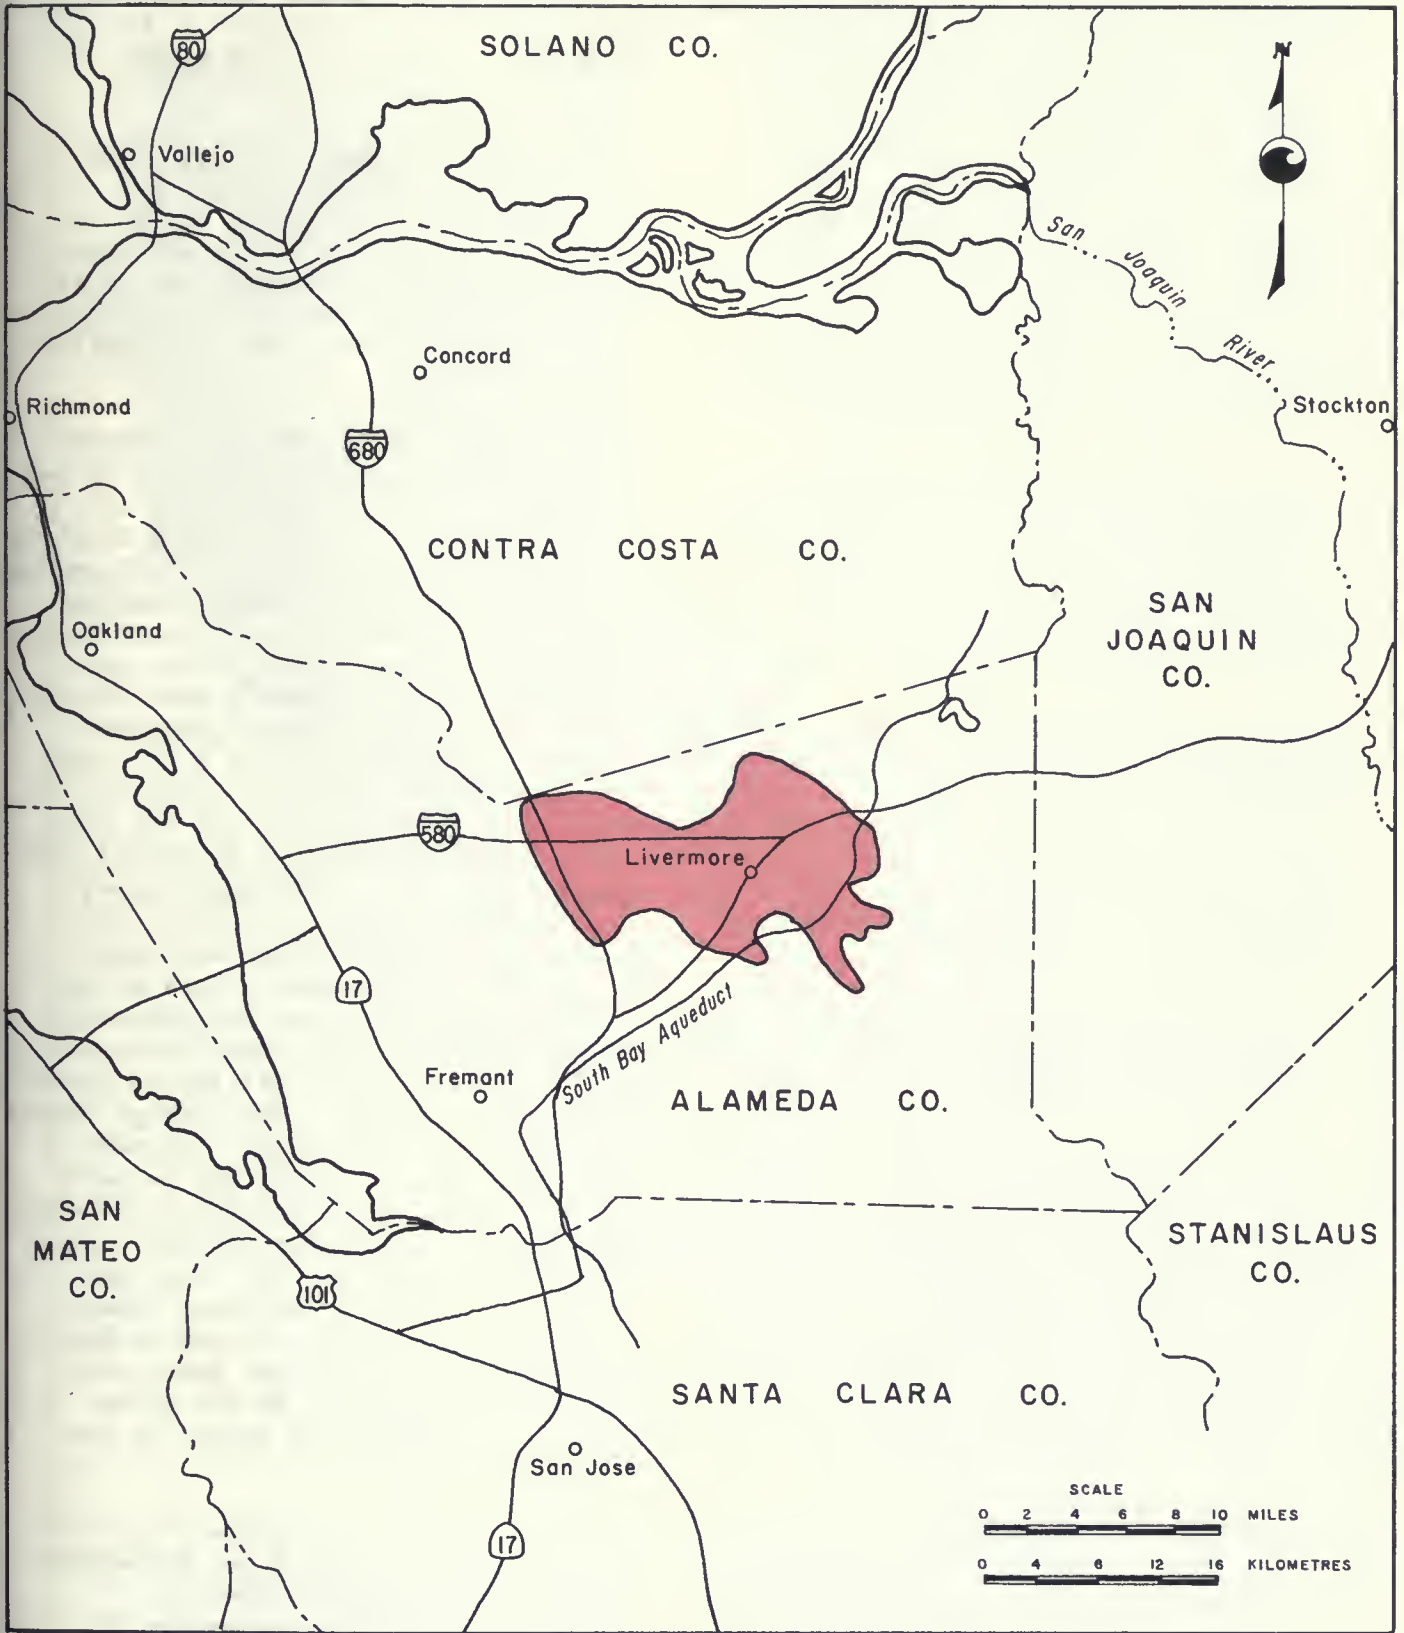 SOLANO CO.
80
N
Vallejo
San Joaquin River
Concord
Richmond
Stockton
680
CONTRA COSTA CO.
SAN
JOAQUIN
CO.
Oakland
580
Livermore
17
South Bay Aqueduct
Fremant
ALAMEDA CO.
SAN
MATEO
CO.
STANISLAUS
CO.
101
SANTA CLARA CO.
San Jose
17
SCALE
0 2 4 6 8 10 MILES
0 4 8 12 16 KILOMETRES